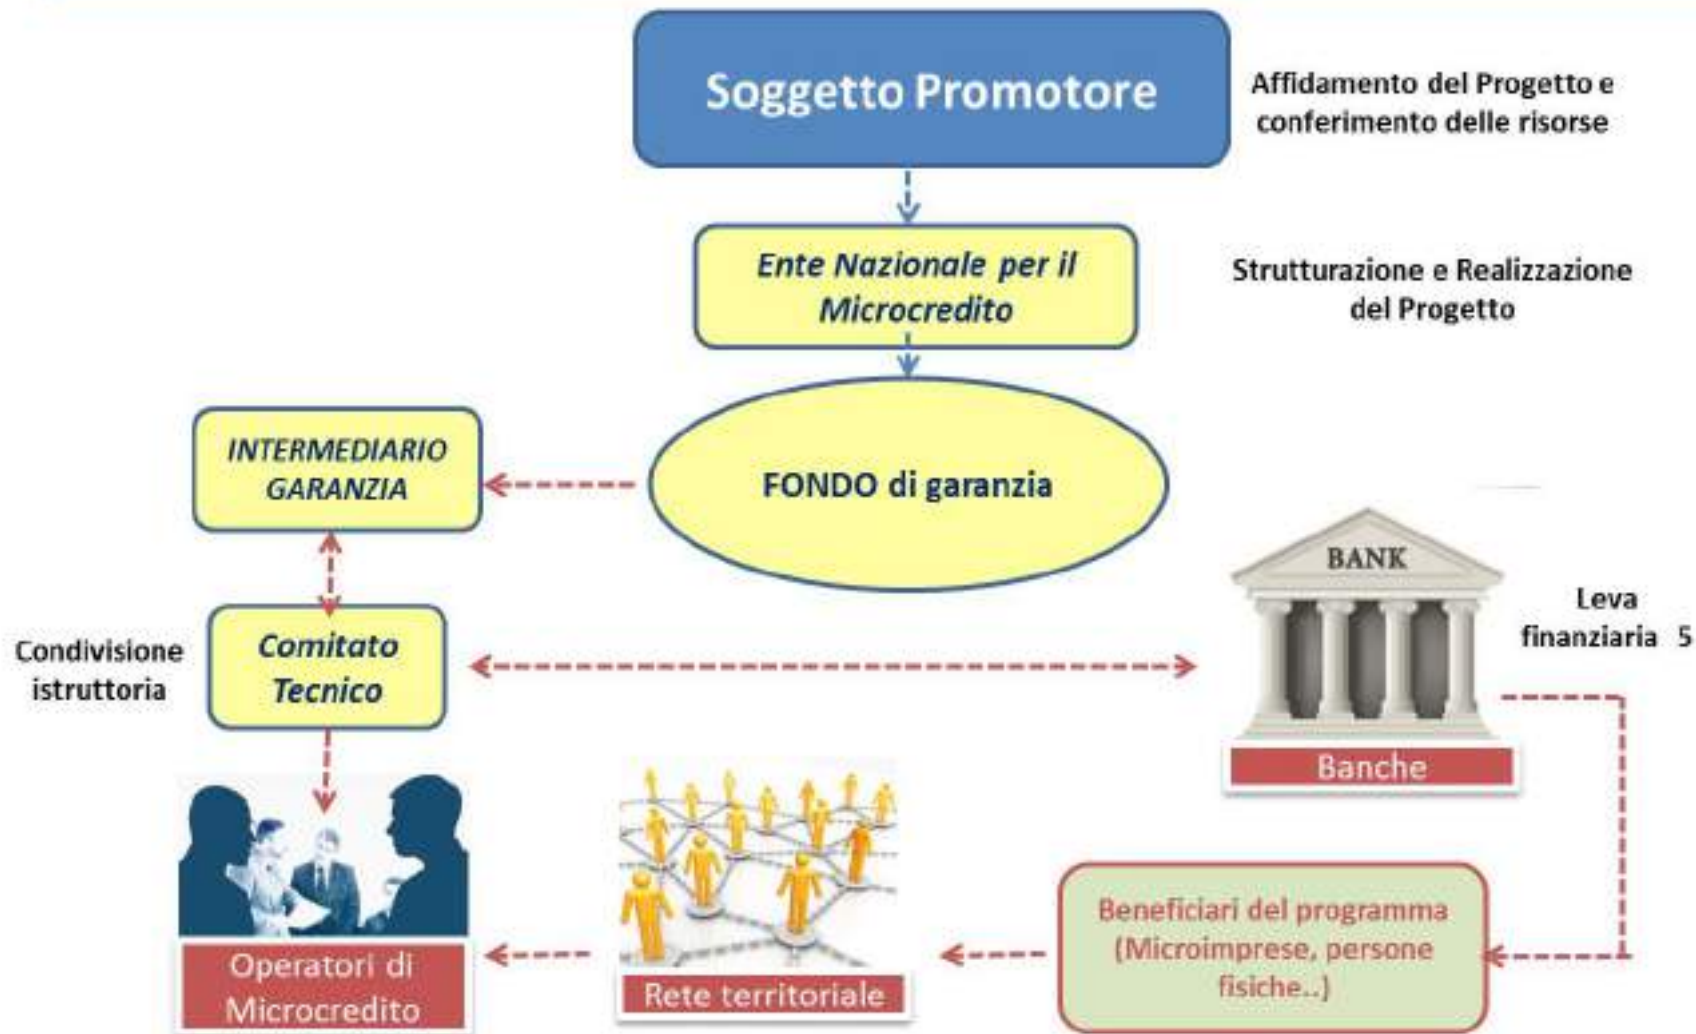 Soggetto Promotore
Affidamento del Progetto e
conferimento delle risorse
Ente Nazionale per il
Microcredito
Strutturazione e Realizzazione
del Progetto
INTERMEDIARIO
GARANZIA
FONDO di garanzia
BANK
Leva
finanziaria 5
Condivisione
istruttoria
Comitato
Tecnico
Banche
Operatori di
Microcredito
Rete territoriale
Beneficiari del programma
(Microimprese, persone
fisiche..)